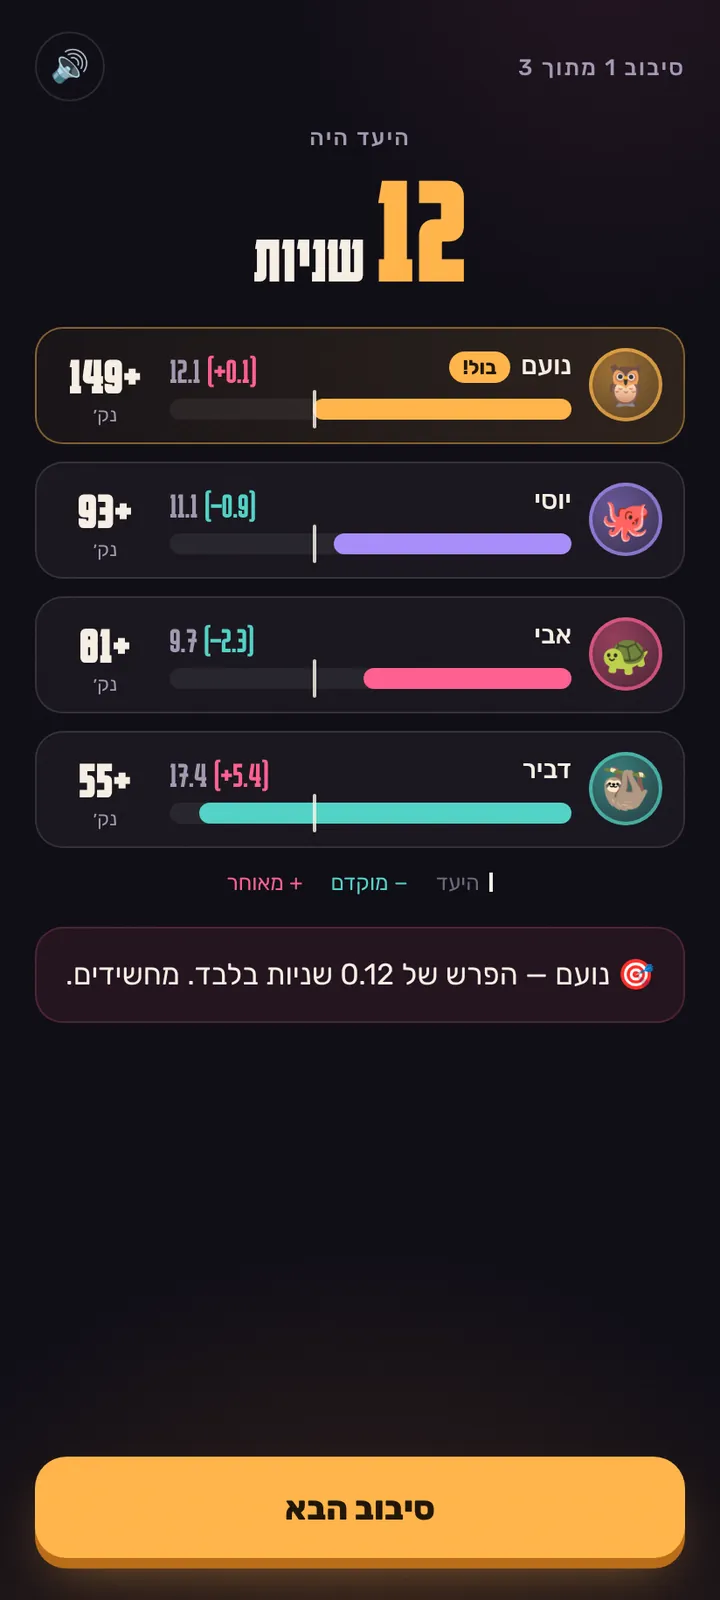 סיבוב 1 מתוך 3
היעד היה
12 שניות
נועם בול! 12.1 (+0.1) +149 נק׳
יוסי 11.1 (−0.9) +93 נק׳
אבי 9.7 (−2.3) +81 נק׳
דביר 17.4 (+5.4) +55 נק׳
היעד − מוקדם + מאוחר
נועם — הפרש של 0.12 שניות בלבד. מחשידים.
סיבוב הבא